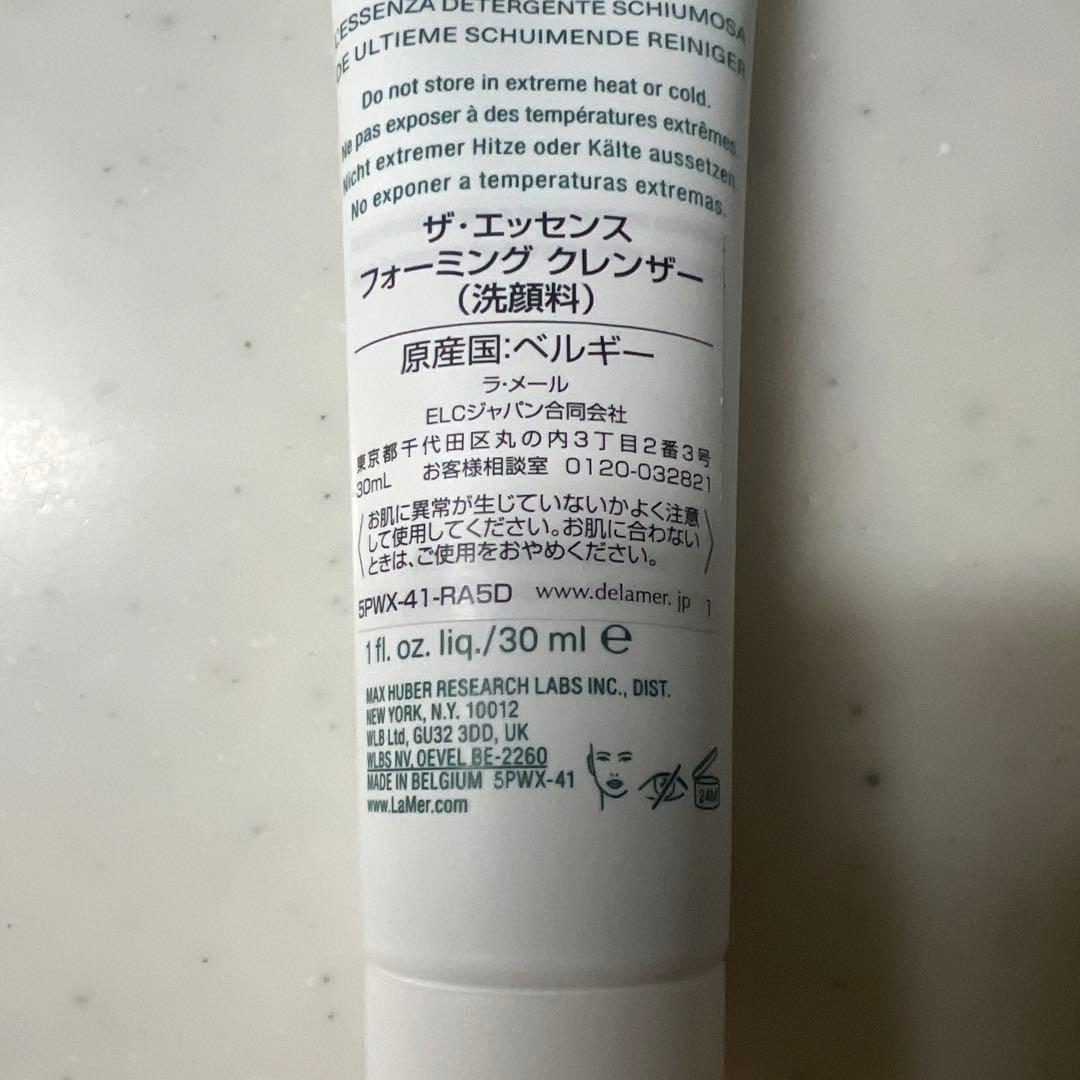 L'ESSENZA DETERGENTE SCHIUMOSA
DE ULTIEME SCHUIMENDE REINIGER
Do not store in extreme heat or cold.
Ne pas exposer à des températures extrêmes.
Nicht extremer Hitze oder Kälte aussetzen.
No exponer a temperaturas extremas.
ザ・エッセンス
フォーミング クレンザー
(洗顔料)
原産国:ベルギー
ラ・メール
ELCジャパン合同会社
東京都千代田区丸の内3丁目2番3号
30mL お客様相談室 0120-032821
お肌に異常が生じていないかよく注意
して使用してください。お肌に合わない
ときは、ご使用をおやめください。
5PWX-41-RA5D www.delamer.jp 1
1 fl. oz. liq./30 ml ℮
MAX HUBER RESEARCH LABS INC., DIST.
NEW YORK, N.Y. 10012
WLB Ltd, GU32 3DD, UK
WLBS NV, OEVEL BE-2260
MADE IN BELGIUM 5PWX-41
www.LaMer.com
24M